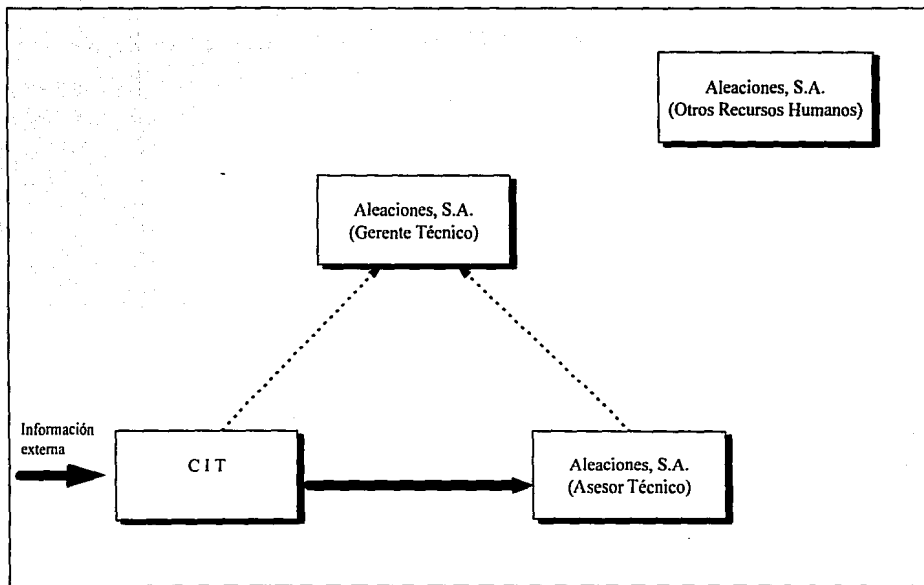 Aleaciones, S.A.
(Otros Recursos Humanos)
Aleaciones, S.A.
(Gerente Técnico)
Información
externa
C I T
Aleaciones, S.A.
(Asesor Técnico)